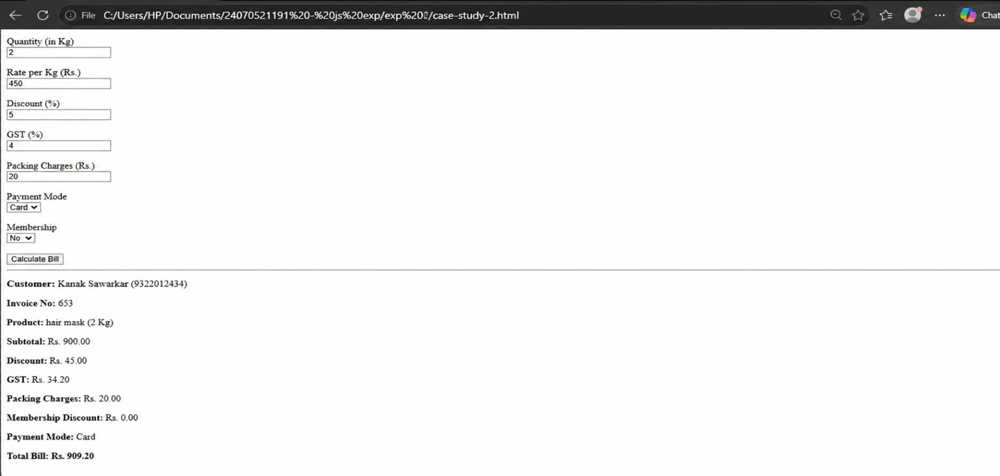 File C:/Users/HP/Documents/24070521191%20-%20js%20exp/exp%20/case-study-2.html
Chat
Quantity (in Kg)
2
Rate per Kg (Rs.)
450
Discount (%)
5
GST (%)
4
Packing Charges (Rs.)
20
Payment Mode
Card
Membership
No
Calculate Bill
Customer: Kanak Sawarkar (9322012434)
Invoice No: 653
Product: hair mask (2 Kg)
Subtotal: Rs. 900.00
Discount: Rs. 45.00
GST: Rs. 34.20
Packing Charges: Rs. 20.00
Membership Discount: Rs. 0.00
Payment Mode: Card
Total Bill: Rs. 909.20